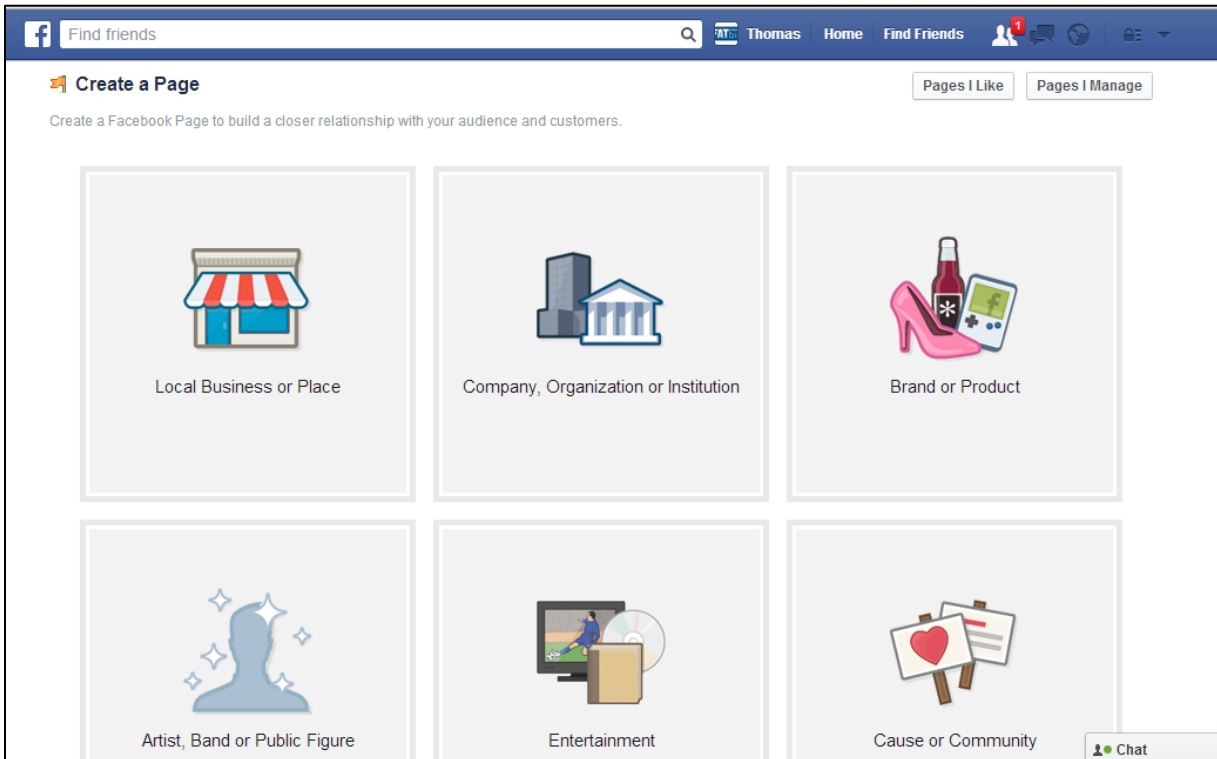 f Find friends Thomas Home Find Friends 1
Create a Page Pages I Like Pages I Manage
Create a Facebook Page to build a closer relationship with your audience and customers.
Local Business or Place Company, Organization or Institution Brand or Product
Artist, Band or Public Figure Entertainment Cause or Community
Chat